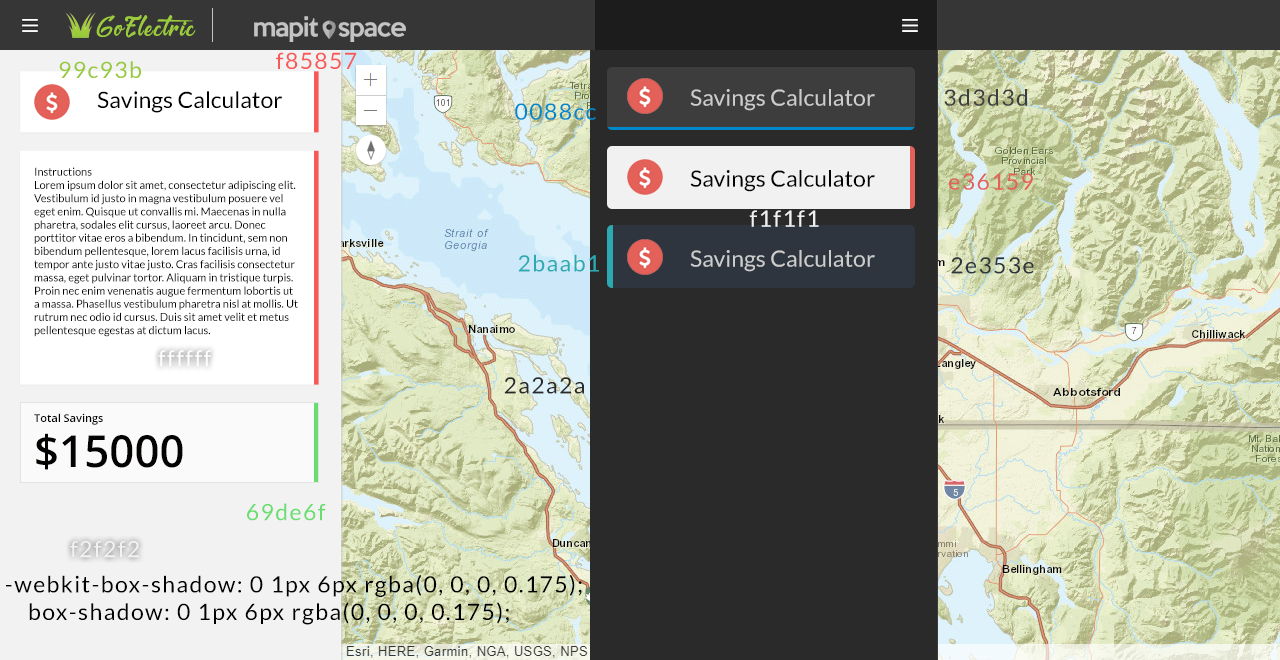 GoElectric
mapit space
99c93b
f85857
Savings Calculator
Instructions
Lorem ipsum dolor sit amet, consectetur adipiscing elit.
Vestibulum id justo in magna vestibulum posuere vel
eget enim. Quisque ut convallis mi. Maecenas in nulla
pharetra, sodales elit cursus, laoreet arcu. Donec
porttitor vitae eros a bibendum. In tincidunt, sem non
bibendum pellentesque, lorem lacus facilisis urna, id
tempor ante justo vitae justo. Cras facilisis consectetur
massa, eget pulvinar tortor. Aliquam in tristique turpis.
Proin nec enim venenatis augue fermentum lobortis ut
a massa. Phasellus vestibulum pharetra nisl at mollis. Ut
rutrum nec odio id cursus. Duis sit amet velit et metus
pellentesque egestas at dictum lacus.
ffffff
Total Savings
$15000
69de6f
f2f2f2
-webkit-box-shadow: 0 1px 6px rgba(0, 0, 0, 0.175);
box-shadow: 0 1px 6px rgba(0, 0, 0, 0.175);
+
−
101
Tetra
Pro
P
0088cc
arksville
Strait of
Georgia
2baab1
Nanaimo
2a2a2a
Duncan
Esri, HERE, Garmin, NGA, USGS, NPS
Savings Calculator
Savings Calculator
f1f1f1
Savings Calculator
3d3d3d
Golden Ears
Provincial
Park
e36159
m
2e353e
7
Chilliwack
angley
Abbotsford
k
Mt. Bak
Nation
Fores
5
mmi
rvation
Bellingham